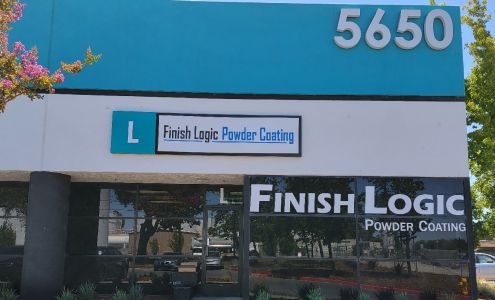 5650
L Finish Logic Powder Coating
FINISH LOGIC
POWDER COATING